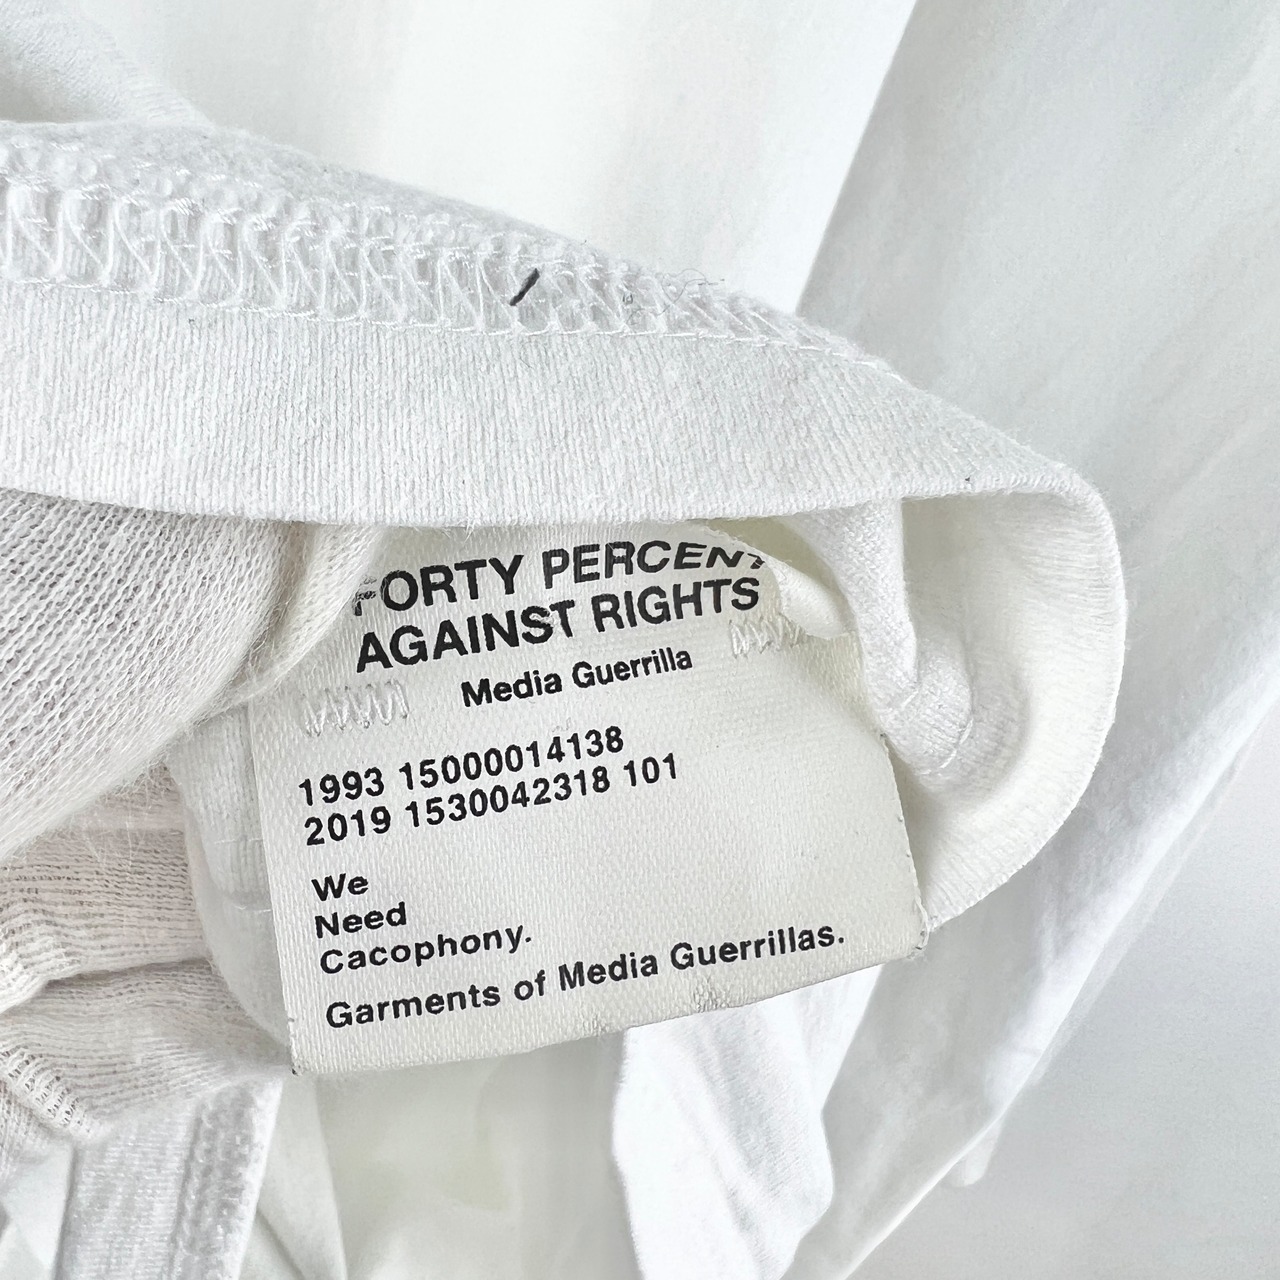 FORTY PERCENT
AGAINST RIGHTS
Media Guerrilla
1993 15000014138
2019 1530042318 101
We
Need
Cacophony.
Garments of Media Guerrillas.